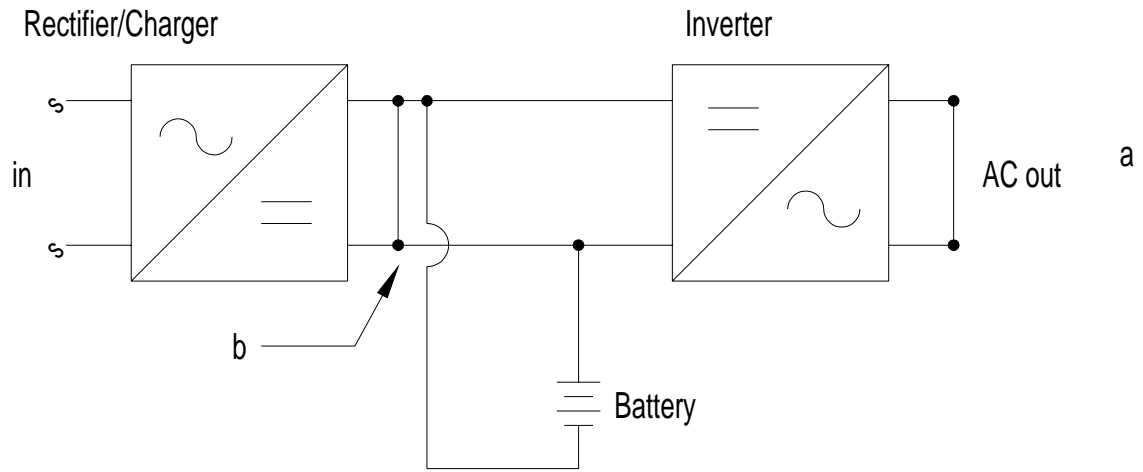 Rectifier/Charger
Inverter
in
AC out
a
b
Battery